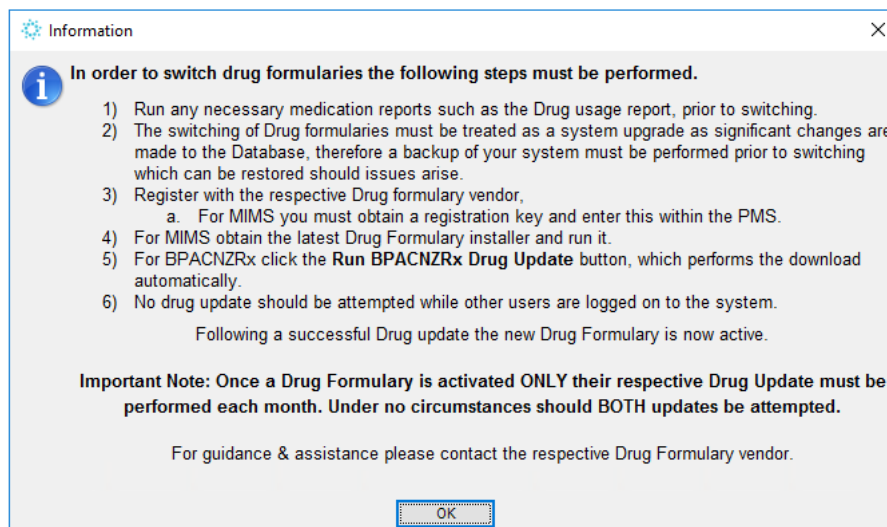 Information
In order to switch drug formularies the following steps must be performed.
1) Run any necessary medication reports such as the Drug usage report, prior to switching.
2) The switching of Drug formularies must be treated as a system upgrade as significant changes are
made to the Database, therefore a backup of your system must be performed prior to switching
which can be restored should issues arise.
3) Register with the respective Drug formulary vendor,
a. For MIMS you must obtain a registration key and enter this within the PMS.
4) For MIMS obtain the latest Drug Formulary installer and run it.
5) For BPACNZRx click the Run BPACNZRx Drug Update button, which performs the download
automatically.
6) No drug update should be attempted while other users are logged on to the system.
Following a successful Drug update the new Drug Formulary is now active.
Important Note: Once a Drug Formulary is activated ONLY their respective Drug Update must be
performed each month. Under no circumstances should BOTH updates be attempted.
For guidance & assistance please contact the respective Drug Formulary vendor.
OK